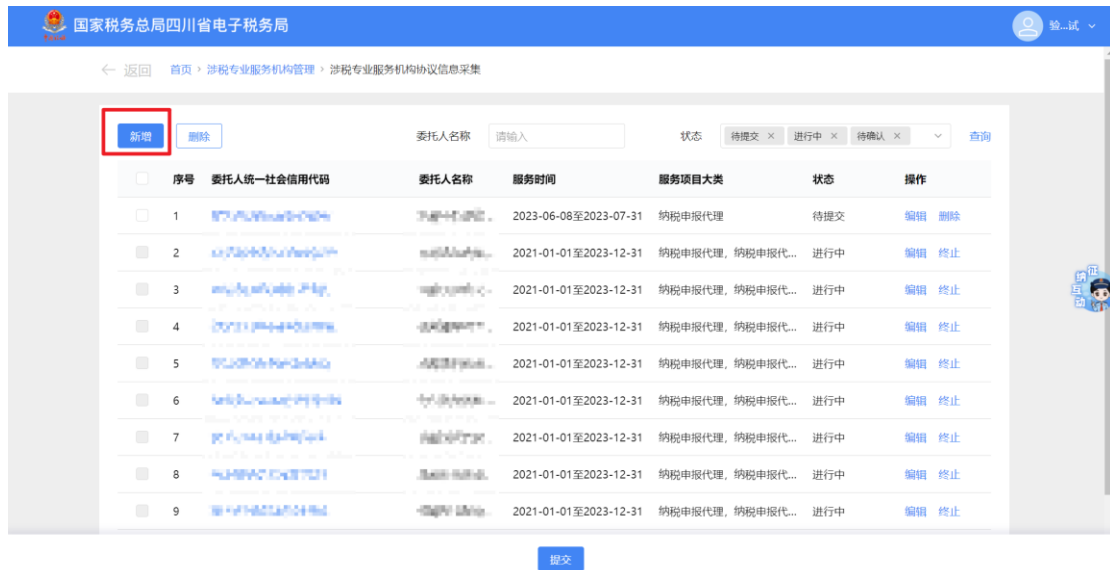 国家税务总局四川省电子税务局 验...试
← 返回 首页 > 涉税专业服务机构管理 > 涉税专业服务机构协议信息采集
新增 删除 委托人名称 请输入 状态 待提交 × 进行中 × 待确认 × 查询
序号 委托人统一社会信用代码 委托人名称 服务时间 服务项目大类 状态 操作
1 2023-06-08至2023-07-31 纳税申报代理 待提交 编辑 删除
2 2021-01-01至2023-12-31 纳税申报代理, 纳税申报代... 进行中 编辑 终止
3 2021-01-01至2023-12-31 纳税申报代理, 纳税申报代... 进行中 编辑 终止
4 2021-01-01至2023-12-31 纳税申报代理, 纳税申报代... 进行中 编辑 终止
5 2021-01-01至2023-12-31 纳税申报代理, 纳税申报代... 进行中 编辑 终止
6 2021-01-01至2023-12-31 纳税申报代理, 纳税申报代... 进行中 编辑 终止
7 2021-01-01至2023-12-31 纳税申报代理, 纳税申报代... 进行中 编辑 终止
8 2021-01-01至2023-12-31 纳税申报代理, 纳税申报代... 进行中 编辑 终止
9 2021-01-01至2023-12-31 纳税申报代理, 纳税申报代... 进行中 编辑 终止
征纳互动
提交